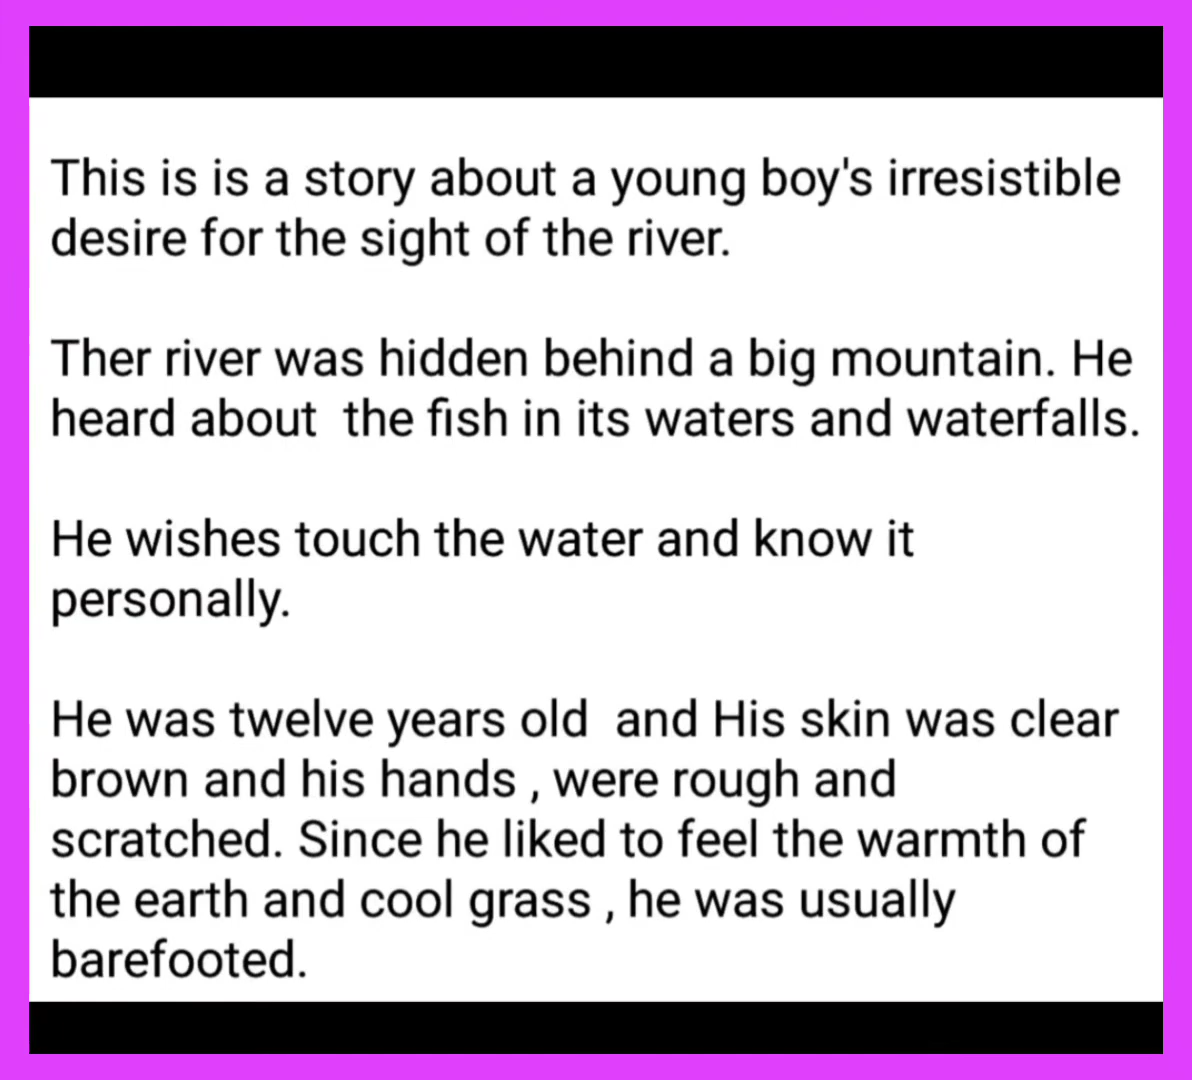 This is is a story about a young boy's irresistible
desire for the sight of the river.
Ther river was hidden behind a big mountain. He
heard about  the fish in its waters and waterfalls.
He wishes touch the water and know it
personally.
He was twelve years old  and His skin was clear
brown and his hands , were rough and
scratched. Since he liked to feel the warmth of
the earth and cool grass , he was usually
barefooted.